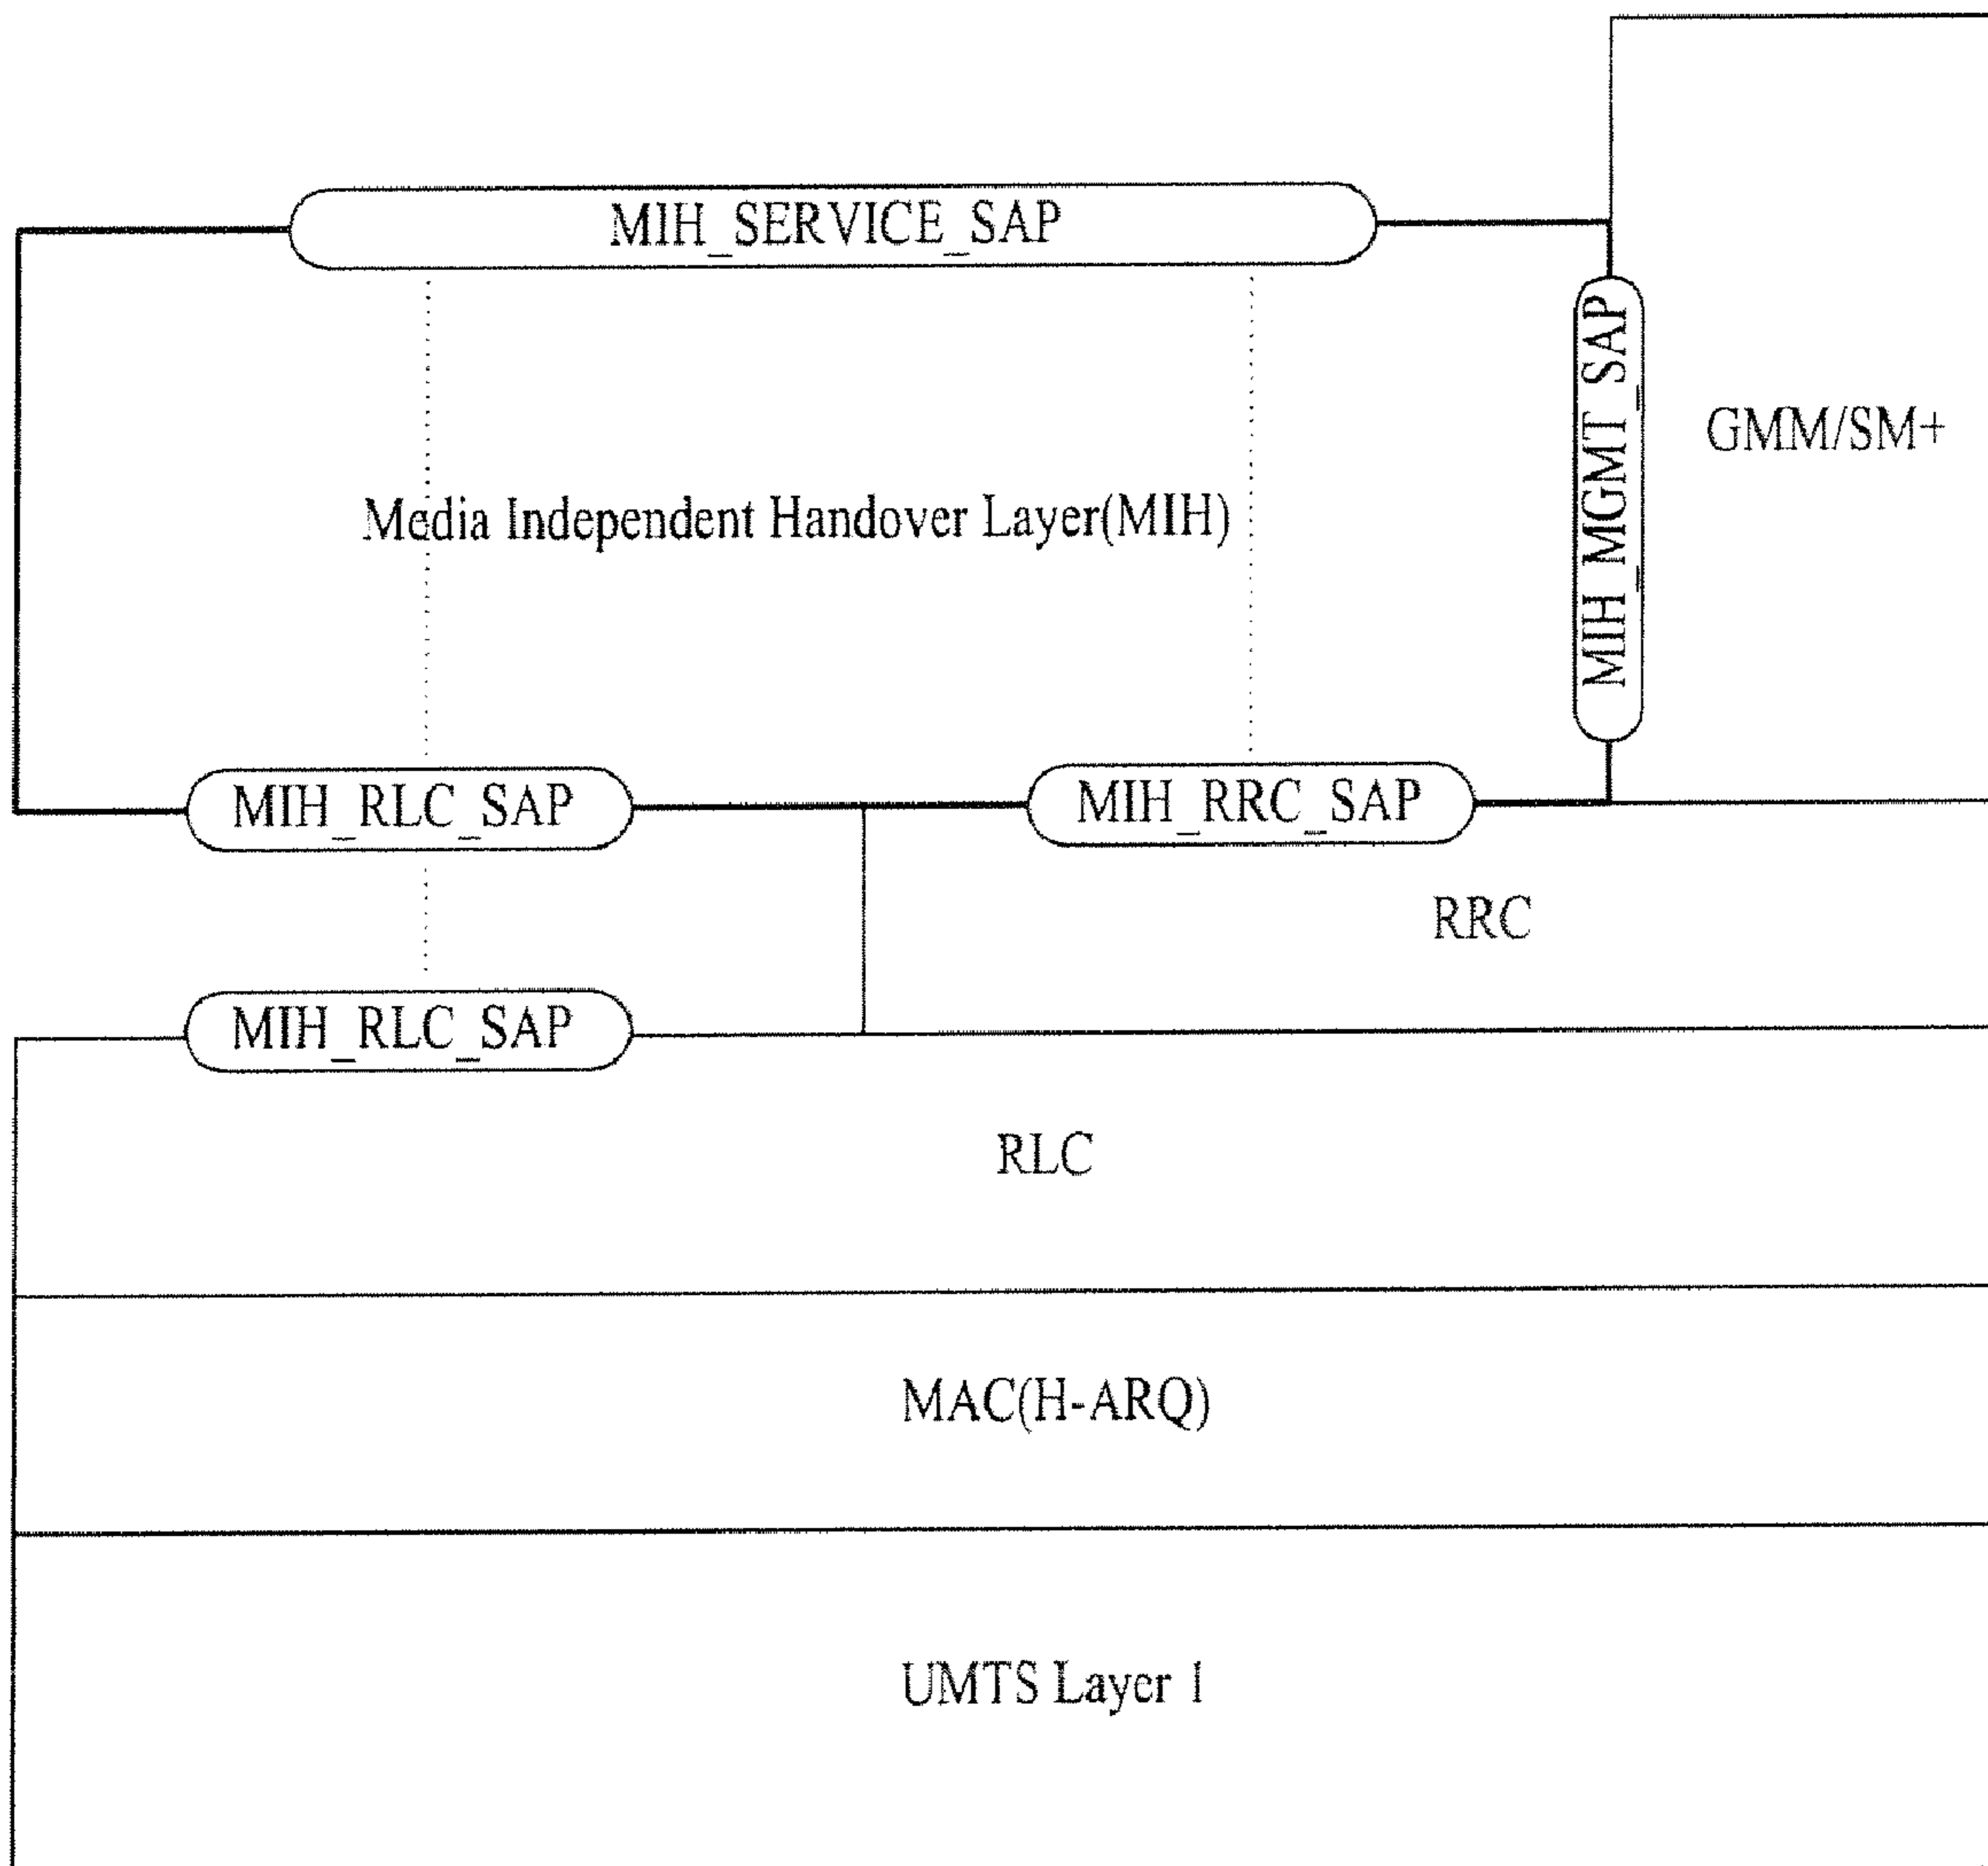 MIH_SERVICE_SAP
MIH_MGMT_SAP
GMM/SM+
Media Independent Handover Layer(MIH)
MIH_RLC_SAP
MIH_RRC_SAP
RRC
MIH_RLC_SAP
RLC
MAC(H-ARQ)
UMTS Layer 1